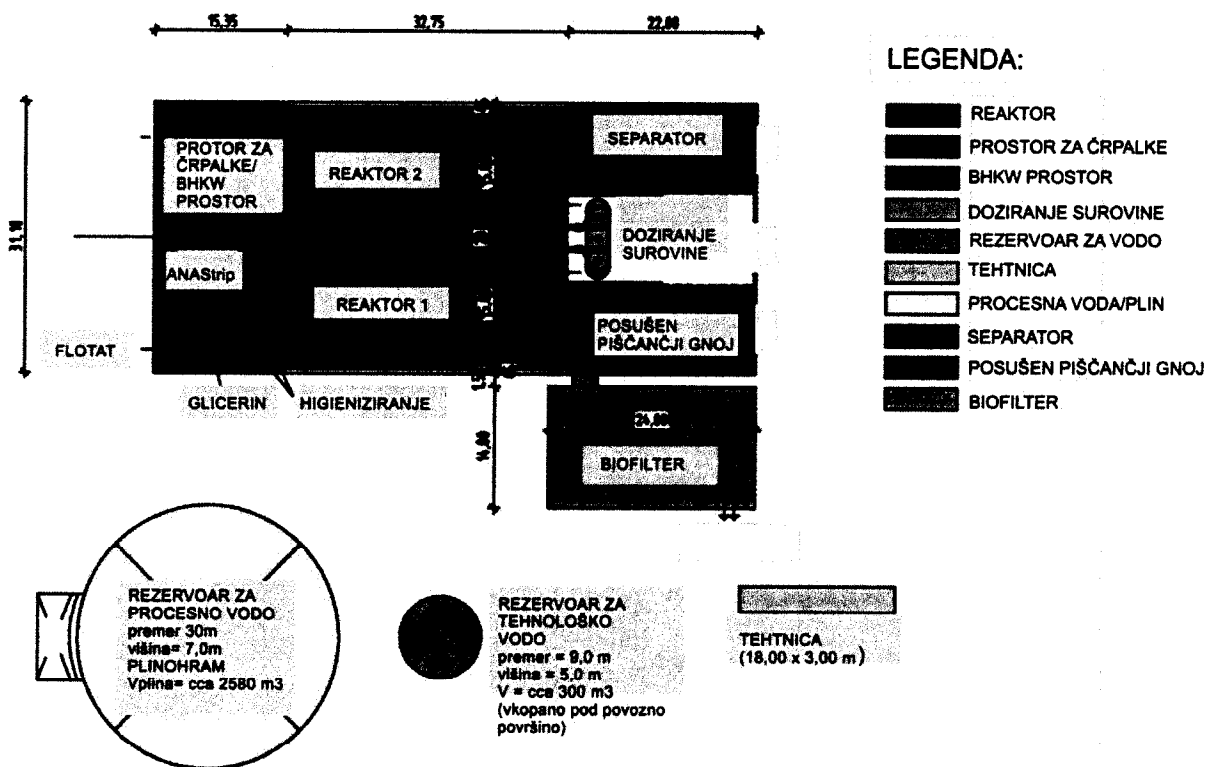 15,35
32,75
22,00
31,10
PROTOR ZA
ČRPALKE/
BHKW
PROSTOR
REAKTOR 2
SEPARATOR
DOZIRANJE
SUROVINE
ANAStrip
REAKTOR 1
POSUŠEN
PIŠČANČJI GNOJ
FLOTAT
GLICERIN
HIGIENIZIRANJE
14,00
24,00
BIOFILTER
LEGENDA:
REAKTOR
PROSTOR ZA ČRPALKE
BHKW PROSTOR
DOZIRANJE SUROVINE
REZERVOAR ZA VODO
TEHTNICA
PROCESNA VODA/PLIN
SEPARATOR
POSUŠEN PIŠČANČJI GNOJ
BIOFILTER
REZERVOAR ZA
PROCESNO VODO
premer 30m
višina= 7,0m
PLINOHRAM
Vplina= cca 2580 m3
REZERVOAR ZA
TEHNOLOŠKO
VODO
premer = 9,0 m
višina = 5,0 m
V = cca 300 m3
(vkopano pod povozno
površino)
TEHTNICA
(18,00 x 3,00 m )